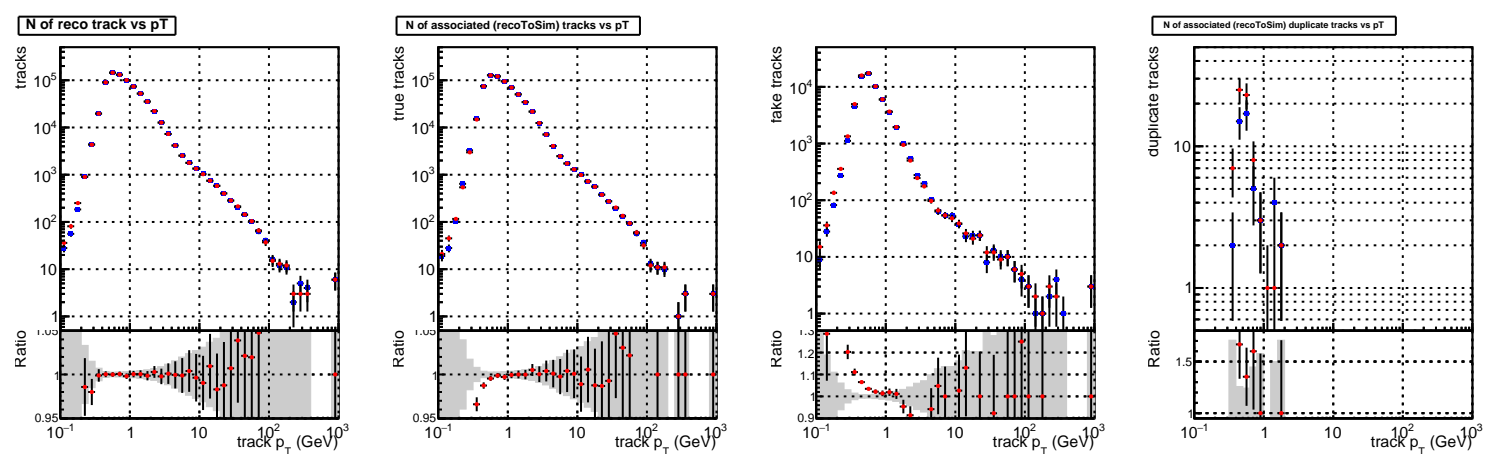 N of reco track vs pT
tracks
10^5
10^4
10^3
10^2
10
1
Ratio
1.05
1
0.95
10^-1 1 10 10^2 10^3
track p_T (GeV)
N of associated (recoToSim) tracks vs pT
true tracks
10^5
10^4
10^3
10^2
10
1
Ratio
1.05
1
0.95
10^-1 1 10 10^2 10^3
track p_T (GeV)
fake tracks
10^4
10^3
10^2
10
1
Ratio
1.3
1.2
1.1
1
0.9
10^-1 1 10 10^2 10^3
track p_T (GeV)
N of associated (recoToSim) duplicate tracks vs pT
duplicate tracks
10
1
Ratio
1.5
1
10^-1 1 10 10^2 10^3
track p_T (GeV)